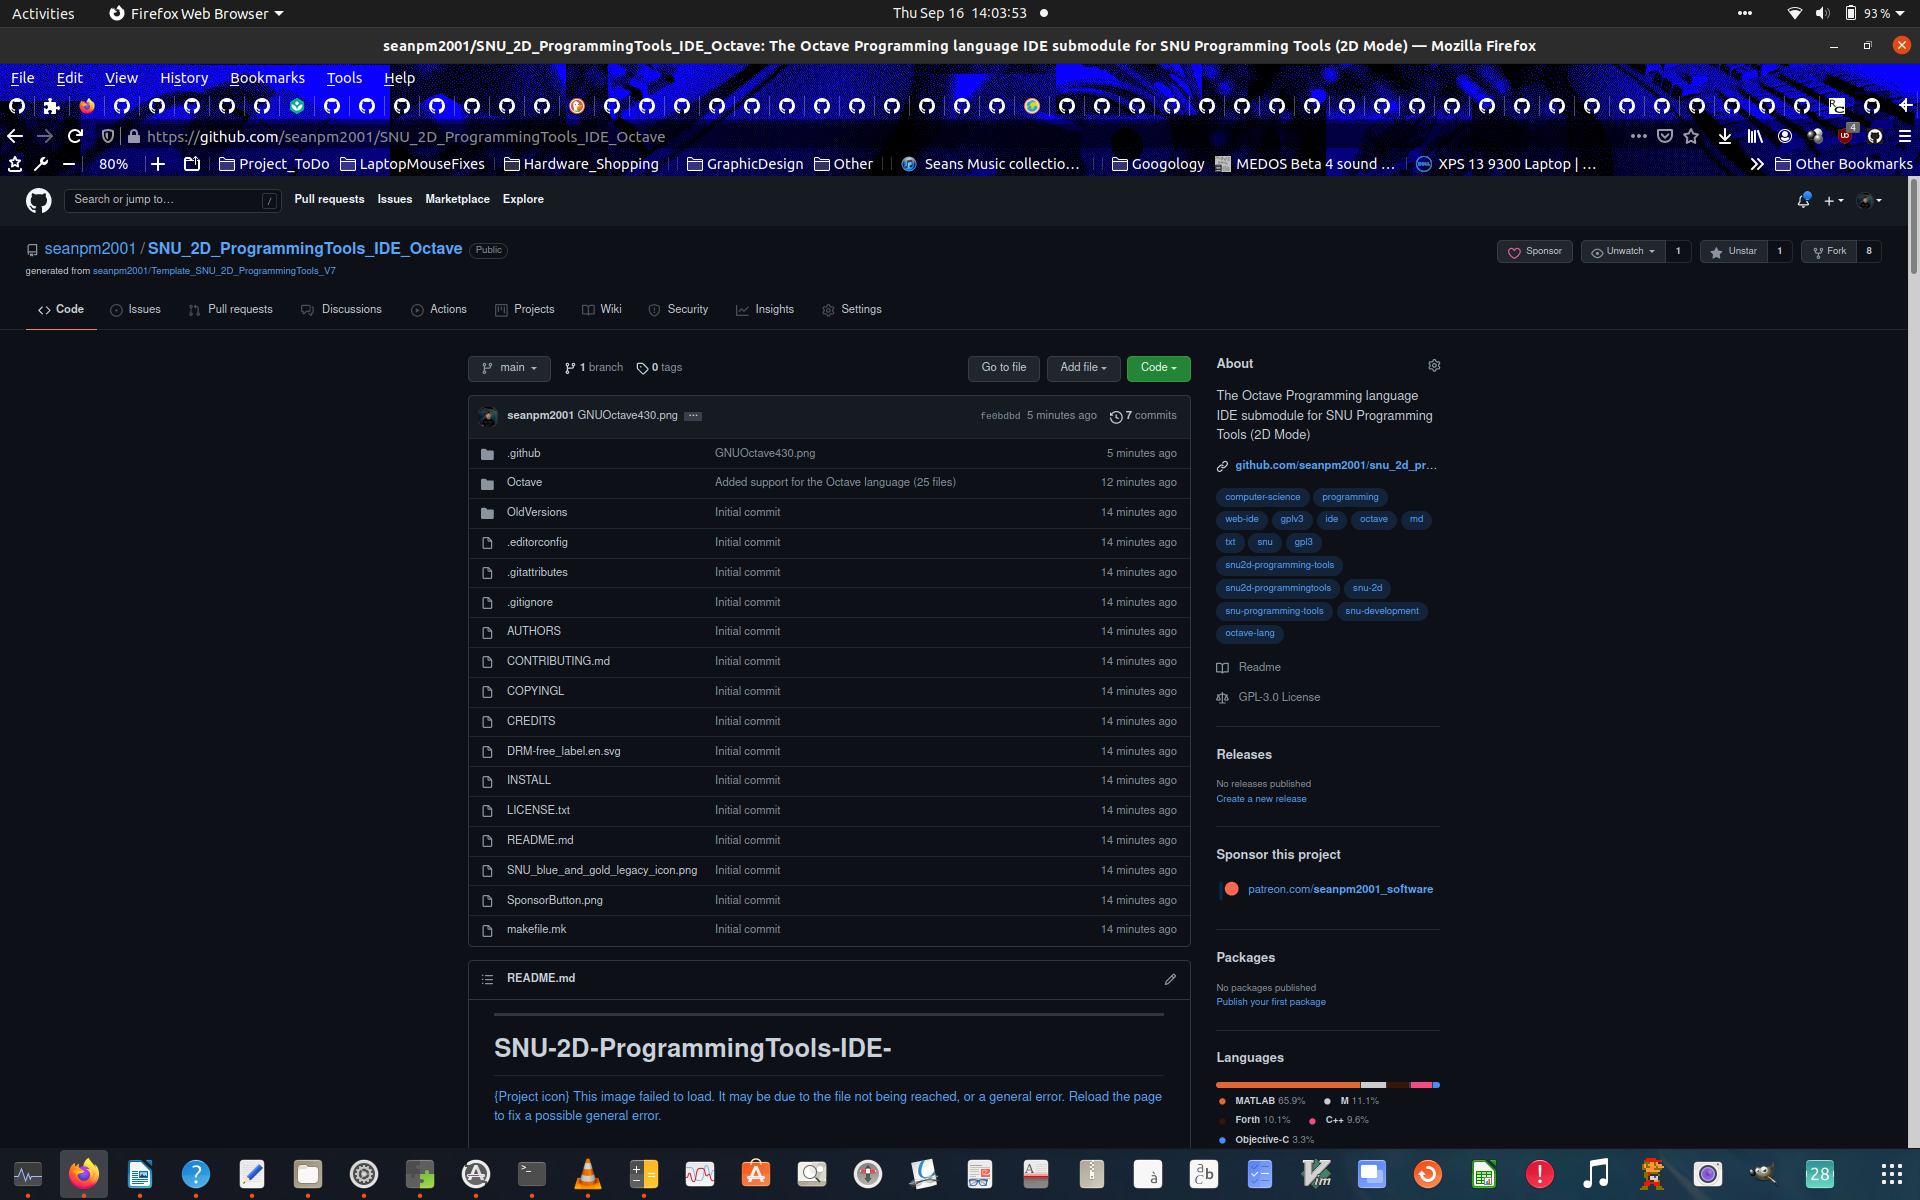 Activities
Firefox Web Browser
Thu Sep 16 14:03:53
93 %
seanpm2001/SNU_2D_ProgrammingTools_IDE_Octave: The Octave Programming language IDE submodule for SNU Programming Tools (2D Mode) — Mozilla Firefox
File Edit View History Bookmarks Tools Help
https://github.com/seanpm2001/SNU_2D_ProgrammingTools_IDE_Octave
4
80%
Project_ToDo
LaptopMouseFixes
Hardware_Shopping
GraphicDesign
Other
Seans Music collectio…
Googology
MEDOS Beta 4 sound …
XPS 13 9300 Laptop | …
Other Bookmarks
Search or jump to…
/
Pull requests
Issues
Marketplace
Explore
seanpm2001 / SNU_2D_ProgrammingTools_IDE_Octave
Public
Sponsor
Unwatch
1
Unstar
1
Fork
8
generated from seanpm2001/Template_SNU_2D_ProgrammingTools_V7
Code
Issues
Pull requests
Discussions
Actions
Projects
Wiki
Security
Insights
Settings
main
1 branch
0 tags
Go to file
Add file
Code
seanpm2001 GNUOctave430.png
fe0bdbd 5 minutes ago
7 commits
.github GNUOctave430.png 5 minutes ago
Octave Added support for the Octave language (25 files) 12 minutes ago
OldVersions Initial commit 14 minutes ago
.editorconfig Initial commit 14 minutes ago
.gitattributes Initial commit 14 minutes ago
.gitignore Initial commit 14 minutes ago
AUTHORS Initial commit 14 minutes ago
CONTRIBUTING.md Initial commit 14 minutes ago
COPYINGL Initial commit 14 minutes ago
CREDITS Initial commit 14 minutes ago
DRM-free_label.en.svg Initial commit 14 minutes ago
INSTALL Initial commit 14 minutes ago
LICENSE.txt Initial commit 14 minutes ago
README.md Initial commit 14 minutes ago
SNU_blue_and_gold_legacy_icon.png Initial commit 14 minutes ago
SponsorButton.png Initial commit 14 minutes ago
makefile.mk Initial commit 14 minutes ago
README.md
SNU-2D-ProgrammingTools-IDE-
{Project icon} This image failed to load. It may be due to the file not being reached, or a general error. Reload the page
to fix a possible general error.
About
The Octave Programming language
IDE submodule for SNU Programming
Tools (2D Mode)
github.com/seanpm2001/snu_2d_pr…
computer-science programming
web-ide gplv3 ide octave md
txt snu gpl3
snu2d-programming-tools
snu2d-programmingtools snu-2d
snu-programming-tools snu-development
octave-lang
Readme
GPL-3.0 License
Releases
No releases published
Create a new release
Sponsor this project
patreon.com/seanpm2001_software
Packages
No packages published
Publish your first package
Languages
MATLAB 65.9% M 11.1%
Forth 10.1% C++ 9.6%
Objective-C 3.3%
28